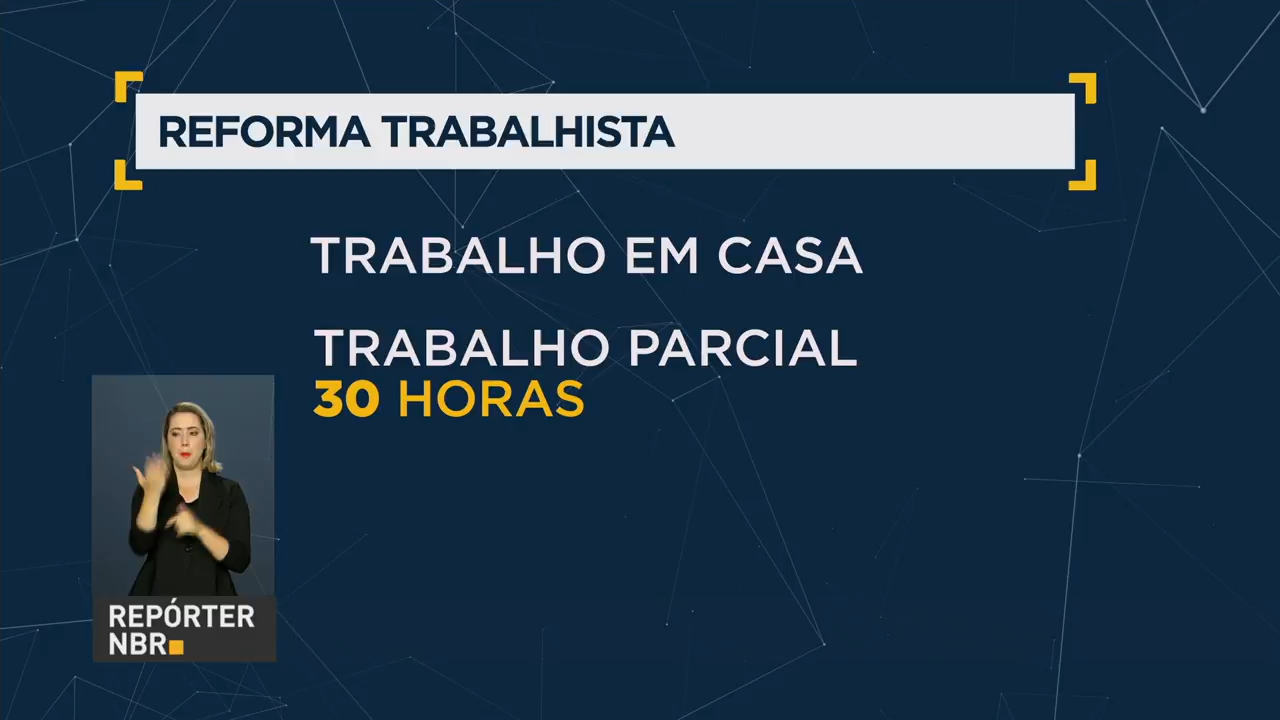 REFORMA TRABALHISTA
TRABALHO EM CASA
TRABALHO PARCIAL
30 HORAS
REPÓRTER
NBR